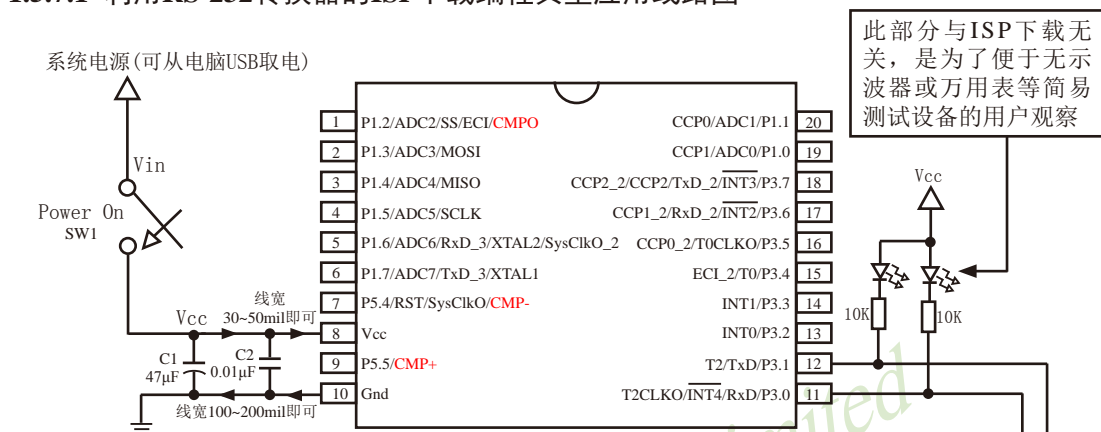 系统电源(可从电脑USB取电)
此部分与ISP下载无
关，是为了便于无示
波器或万用表等简易
测试设备的用户观察
Vin
Power On
SW1
1 P1.2/ADC2/SS/ECI/CMPO
2 P1.3/ADC3/MOSI
3 P1.4/ADC4/MISO
4 P1.5/ADC5/SCLK
5 P1.6/ADC6/RxD_3/XTAL2/SysClkO_2
6 P1.7/ADC7/TxD_3/XTAL1
7 P5.4/RST/SysClkO/CMP-
8 Vcc
9 P5.5/CMP+
10 Gnd
CCP0/ADC1/P1.1 20
CCP1/ADC0/P1.0 19
CCP2_2/CCP2/TxD_2/INT3/P3.7 18
CCP1_2/RxD_2/INT2/P3.6 17
CCP0_2/T0CLKO/P3.5 16
ECI_2/T0/P3.4 15
INT1/P3.3 14
INT0/P3.2 13
T2/TxD/P3.1 12
T2CLKO/INT4/RxD/P3.0 11
Vcc
线宽
30~50mil即可
C1
47μF
C2
0.01μF
线宽100~200mil即可
Vcc
10K
10K